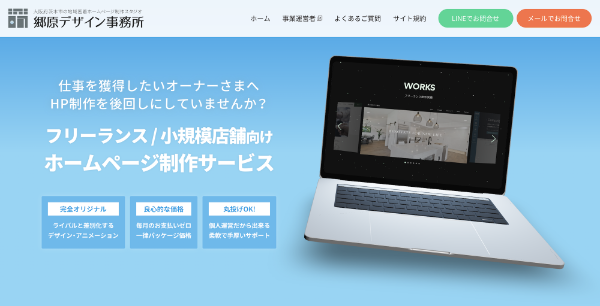 大阪府茨木市の地域密着ホームページ制作スタジオ
郷原デザイン事務所
ホーム
事業運営者
よくあるご質問
サイト規約
LINEでお問合せ
メールでお問合せ
仕事を獲得したいオーナーさまへ
HP制作を後回しにしていませんか?
フリーランス / 小規模店舗向け
ホームページ制作サービス
完全オリジナル
ライバルと差別化する
デザイン・アニメーション
良心的な価格
毎月のお支払いゼロ
一律パッケージ価格
丸投げOK!
個人運営だから出来る
柔軟で手厚いサポート
WORKS